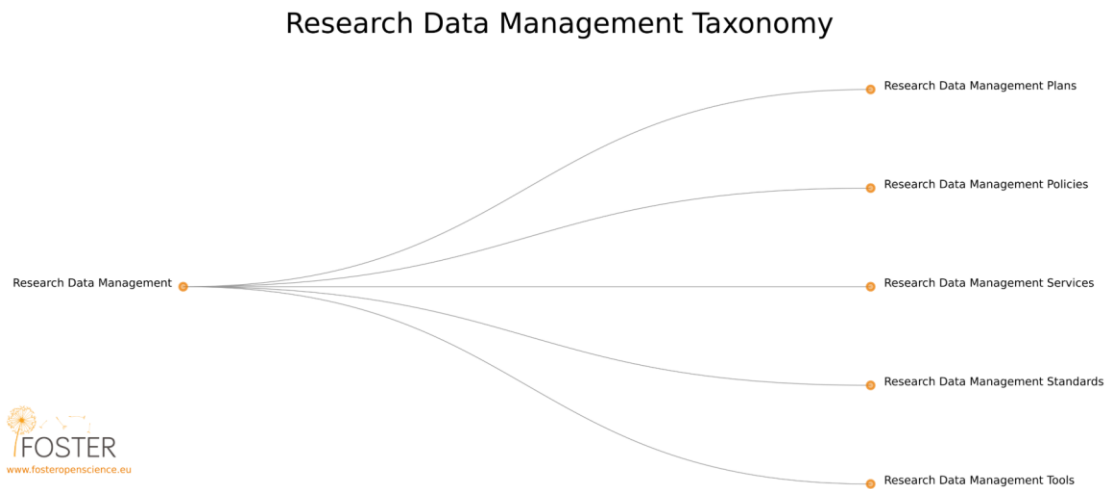 Research Data Management Taxonomy
Research Data Management Plans
Research Data Management Policies
Research Data Management
Research Data Management Services
Research Data Management Standards
FOSTER
www.fosteropenscience.eu
Research Data Management Tools